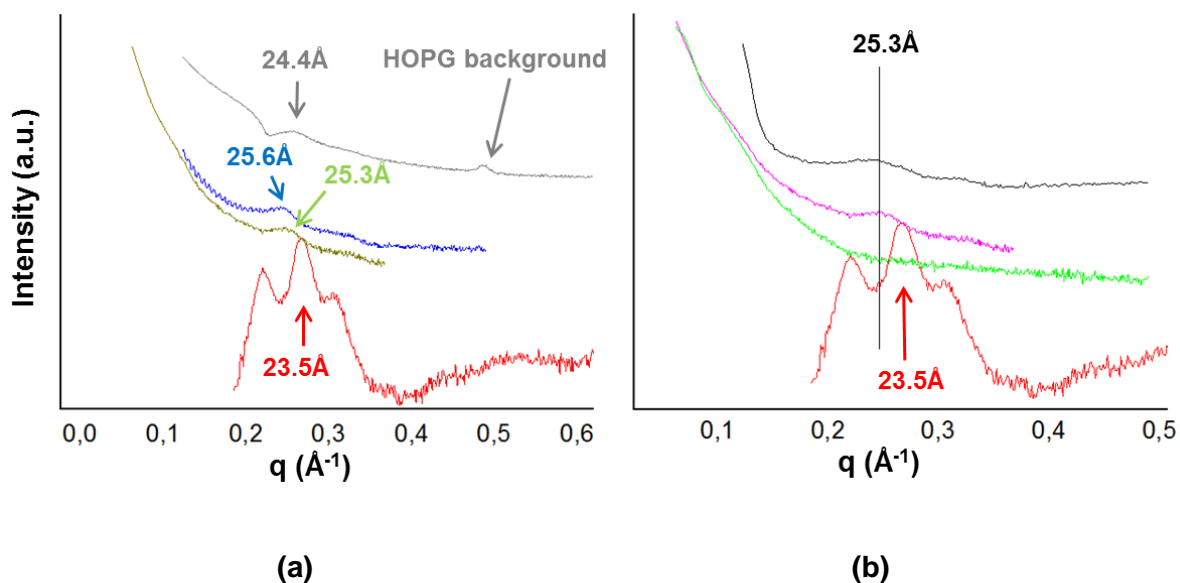 Intensity (a.u.)
24.4Å
HOPG background
25.6Å
25.3Å
23.5Å
0,0 0,1 0,2 0,3 0,4 0,5 0,6
q (Å⁻¹)
(a)
25.3Å
23.5Å
0,1 0,2 0,3 0,4 0,5
q (Å⁻¹)
(b)